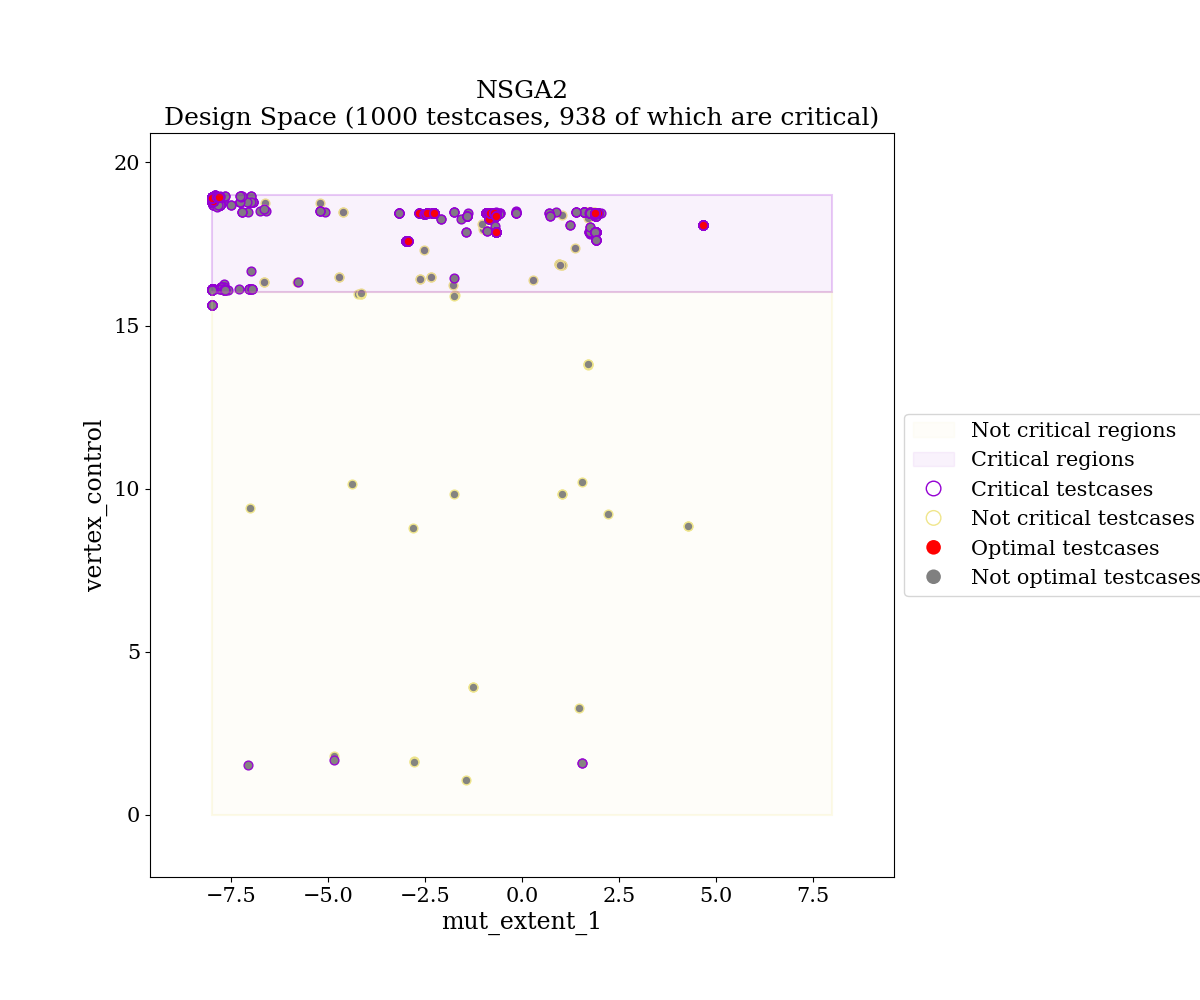 NSGA2
Design Space (1000 testcases, 938 of which are critical)
20
15
10
5
0
vertex_control
−7.5
−5.0
−2.5
0.0
2.5
5.0
7.5
mut_extent_1
Not critical regions
Critical regions
Critical testcases
Not critical testcases
Optimal testcases
Not optimal testcases